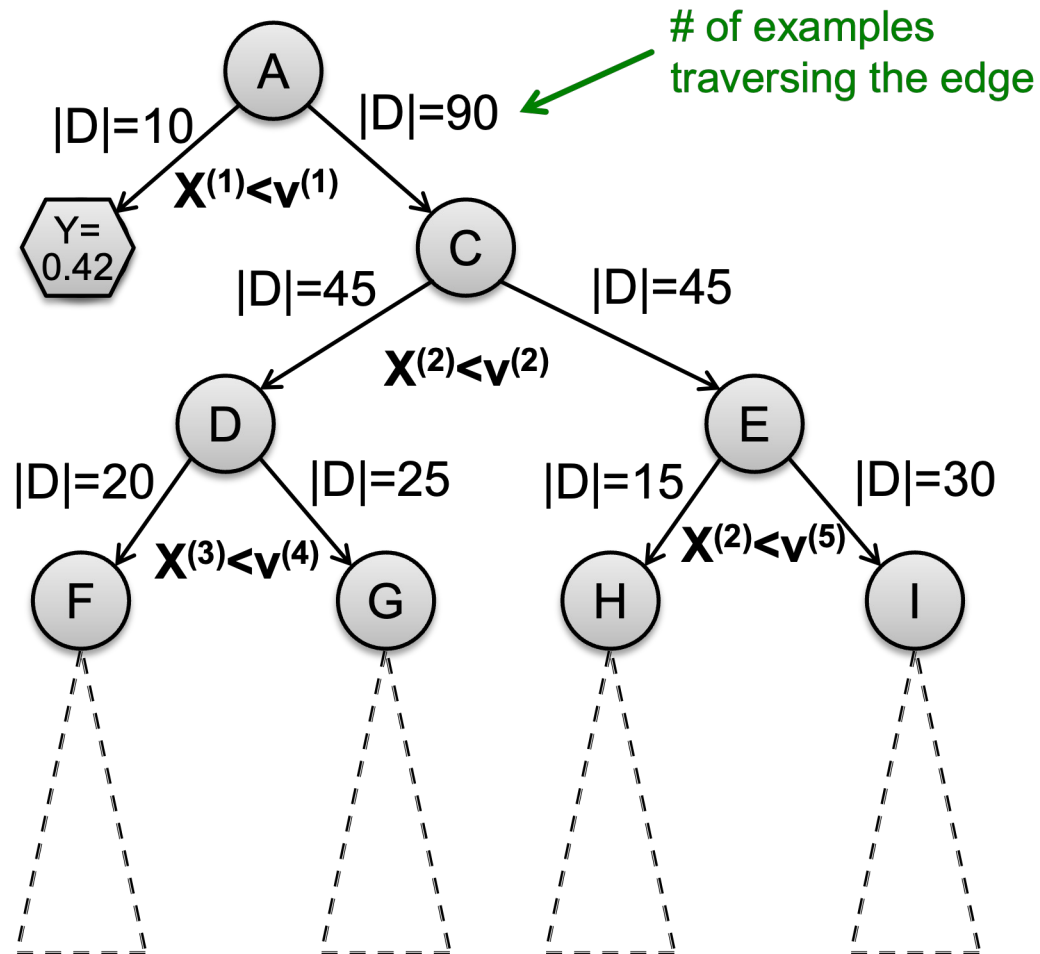 # of examples
traversing the edge
A
|D|=10
|D|=90
X(1)<v(1)
Y=
0.42
C
|D|=45
|D|=45
X(2)<v(2)
D
E
|D|=20
|D|=25
|D|=15
|D|=30
X(3)<v(4)
X(2)<v(5)
F
G
H
I